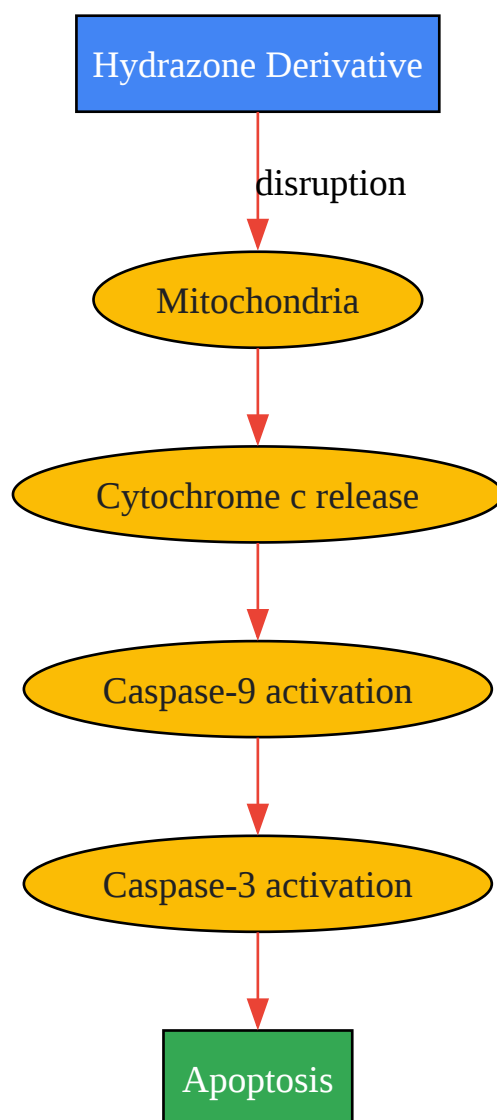 Hydrazone Derivative
disruption
Mitochondria
Cytochrome c release
Caspase-9 activation
Caspase-3 activation
Apoptosis